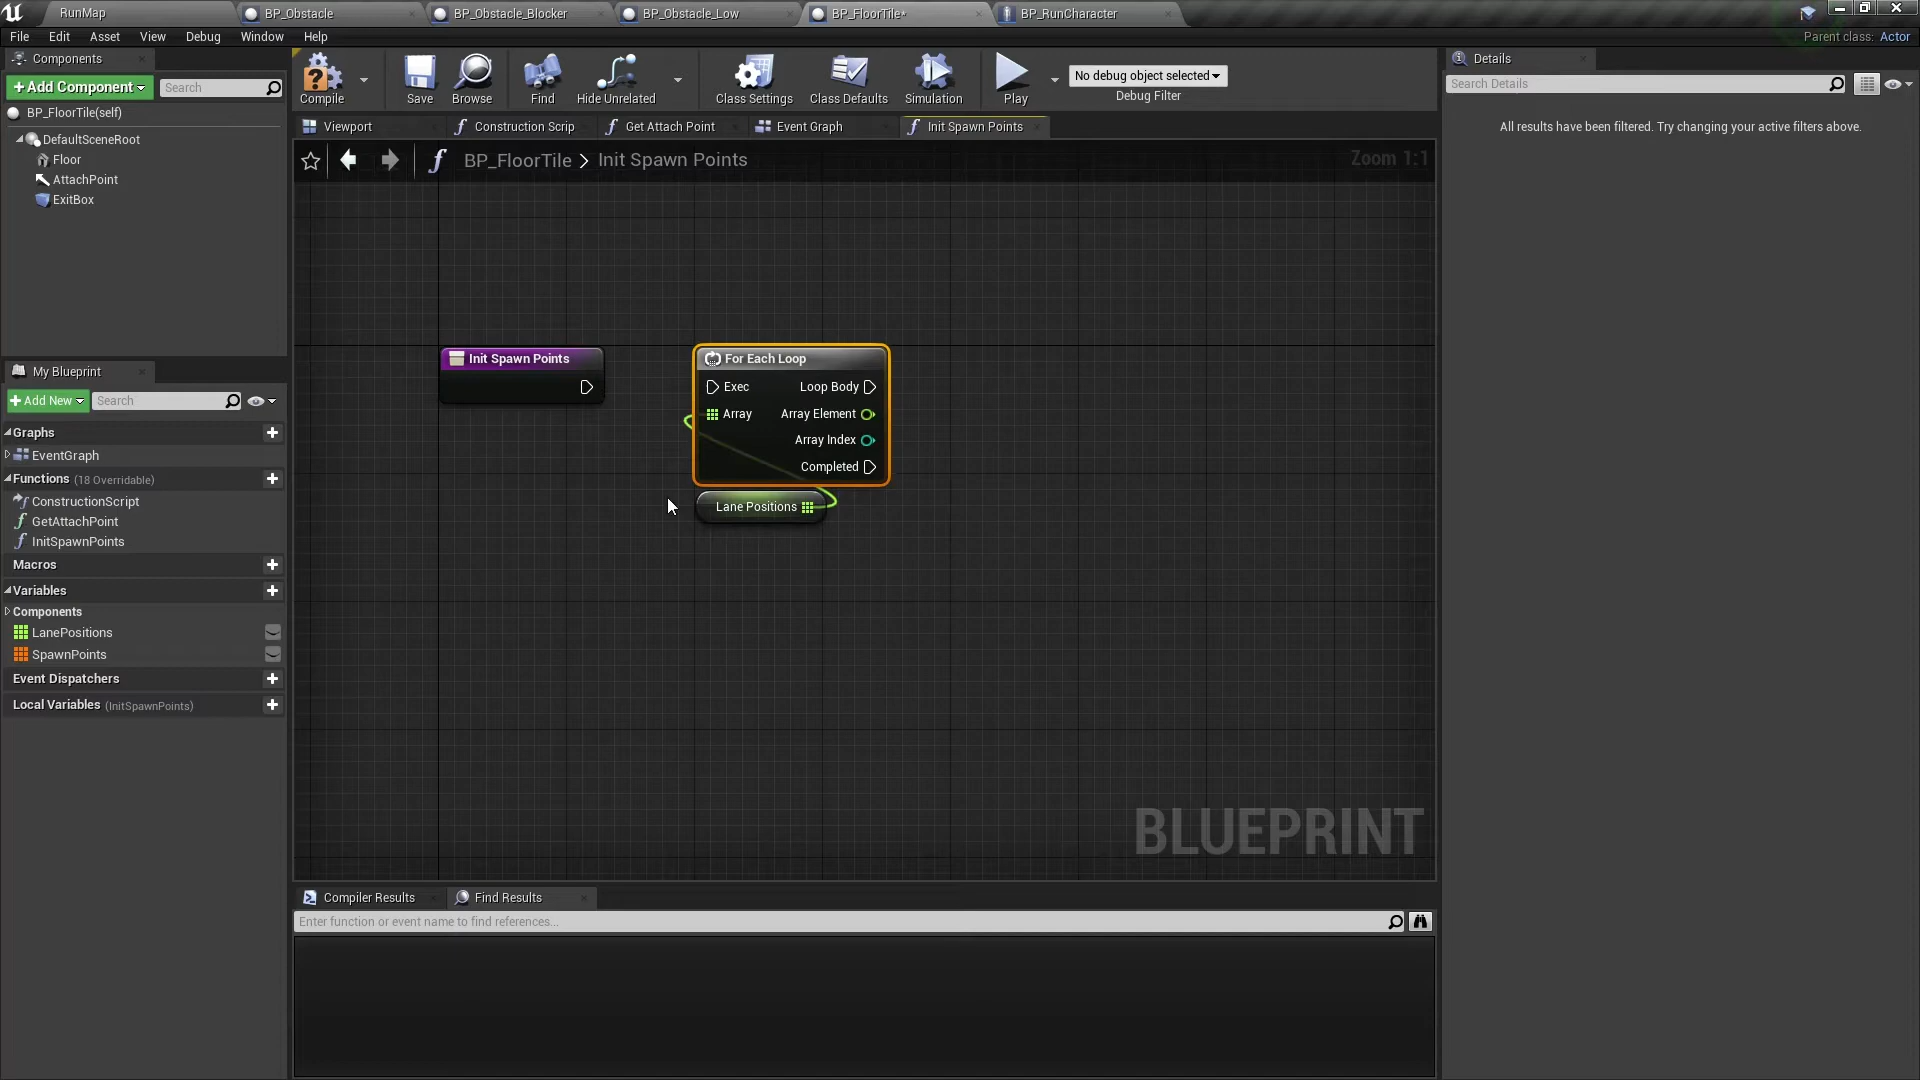 RunMap
BP_Obstacle
BP_Obstacle_Blocker
BP_Obstacle_Low
BP_FloorTile*
BP_RunCharacter
File Edit Asset View Debug Window Help
Parent class: Actor
Components
+Add Component
Search
BP_FloorTile(self)
DefaultSceneRoot
Floor
AttachPoint
ExitBox
Compile
Save
Browse
Find
Hide Unrelated
Class Settings
Class Defaults
Simulation
Play
No debug object selected
Debug Filter
Viewport
Construction Scrip
Get Attach Point
Event Graph
Init Spawn Points
BP_FloorTile > Init Spawn Points
Zoom 1:1
Init Spawn Points
For Each Loop
Exec
Loop Body
Array
Array Element
Array Index
Completed
Lane Positions
BLUEPRINT
My Blueprint
+Add New
Search
Graphs
EventGraph
Functions (18 Overridable)
ConstructionScript
GetAttachPoint
InitSpawnPoints
Macros
Variables
Components
LanePositions
SpawnPoints
Event Dispatchers
Local Variables (InitSpawnPoints)
Compiler Results
Find Results
Enter function or event name to find references...
Details
Search Details
All results have been filtered. Try changing your active filters above.